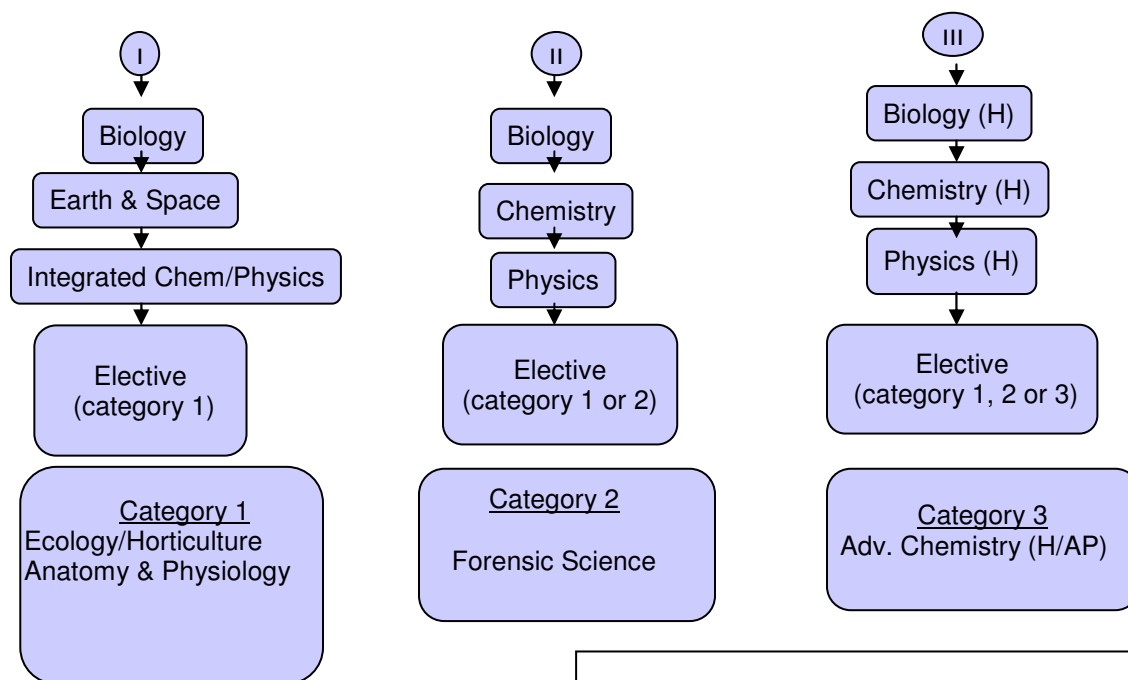 I
Biology
Earth & Space
Integrated Chem/Physics
Elective
(category 1)
Category 1
Ecology/Horticulture
Anatomy & Physiology
II
Biology
Chemistry
Physics
Elective
(category 1 or 2)
Category 2
Forensic Science
III
Biology (H)
Chemistry (H)
Physics (H)
Elective
(category 1, 2 or 3)
Category 3
Adv. Chemistry (H/AP)